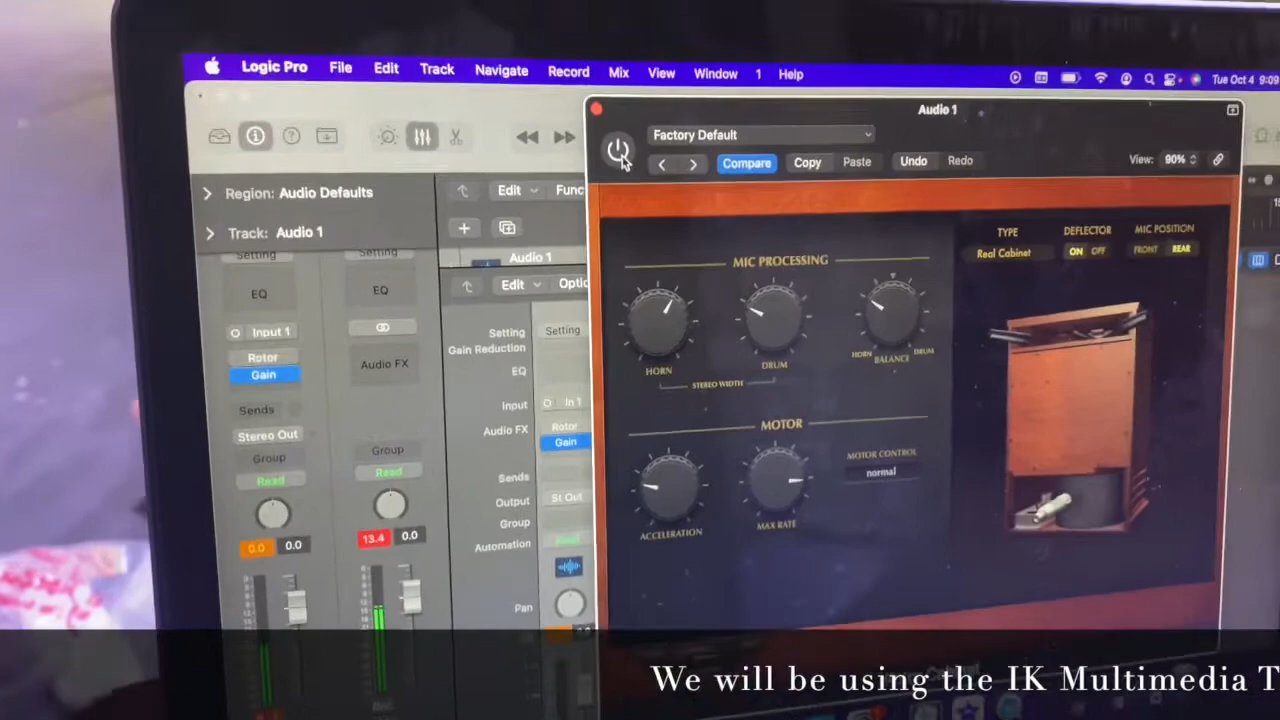 Logic Pro File Edit Track Navigate Record Mix View Window 1 Help Tue Oct 4 9:09
Audio 1
Factory Default
Compare Copy Paste Undo Redo View: 90%
Region: Audio Defaults
Track: Audio 1
Edit
Audio 1
Edit
Setting
EQ
Input 1
Rotor
Gain
Sends
Stereo Out
Group
Read
0.0 0.0
Setting
EQ
Audio FX
Group
Read
13.4 0.0
Setting Setting
Gain Reduction
EQ
Input In 1
Audio FX Rotor
Gain
Sends
Output St Out
Group
Automation Read
Pan
MIC PROCESSING
HORN DRUM
STEREO WIDTH
HORN BALANCE DRUM
MOTOR
ACCELERATION MAX RATE
MOTOR CONTROL
normal
TYPE DEFLECTOR MIC POSITION
Real Cabinet ON OFF FRONT REAR
We will be using the IK Multimedia T